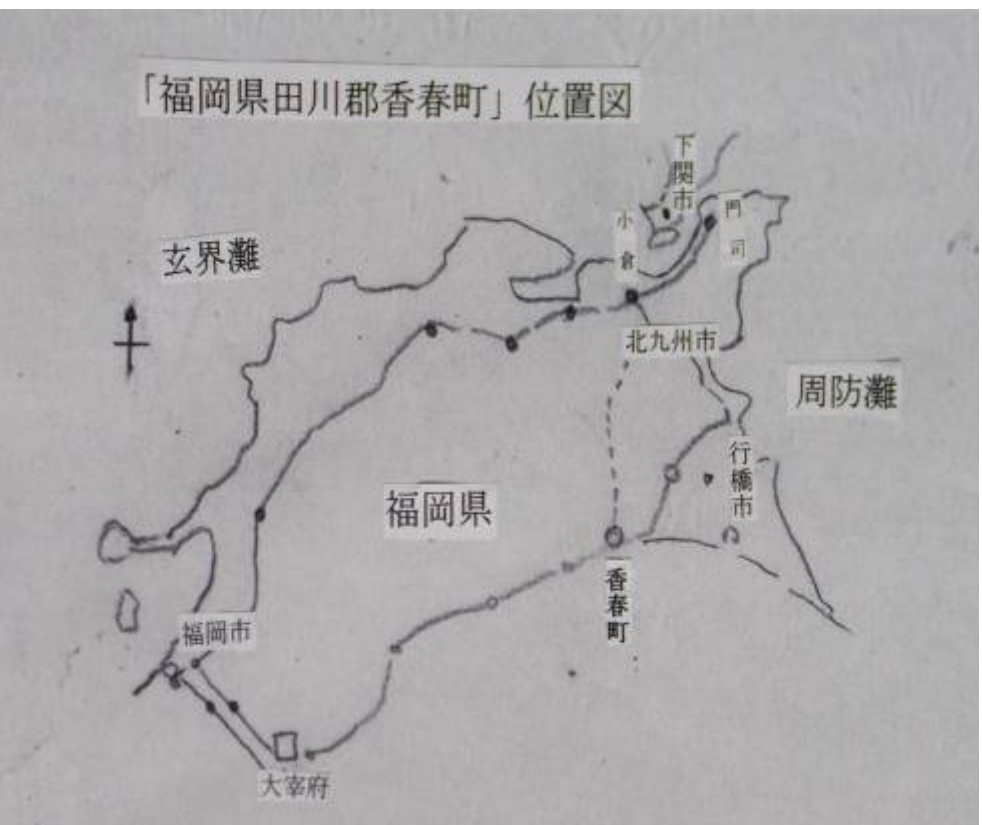 「福岡県田川郡香春町」位置図
下関市
門司
小倉
玄界灘
北九州市
周防灘
行橋市
福岡県
香春町
福岡市
大宰府